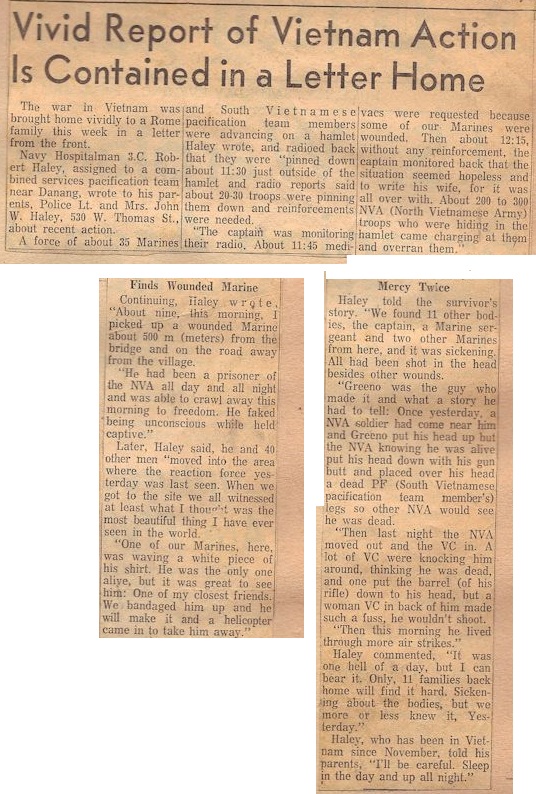 Vivid Report of Vietnam Action
Is Contained in a Letter Home
The war in Vietnam was
brought home vividly to a Rome
family this week in a letter
from the front.
Navy Hospitalman 3.C. Rob-
ert Haley, assigned to a com-
bined services pacification team
near Danang, wrote to his par-
ents, Police Lt. and Mrs. John
W. Haley, 530 W. Thomas St.,
about recent action.
A force of about 35 Marines
and South Vietnamese
pacification team members
were advancing on a hamlet
Haley wrote, and radioed back
that they were "pinned down
about 11:30 just outside of the
hamlet and radio reports said
about 20-30 troops were pinning
them down and reinforcements
were needed.
"The captain was monitoring
their radio. About 11:45 medi-
vacs were requested because
some of our Marines were
wounded. Then about 12:15,
without any reinforcement, the
captain monitored back that the
situation seemed hopeless and
to write his wife, for it was
all over with. About 200 to 300
NVA (North Vietnamese Army)
troops who were hiding in the
hamlet came charging at them
and overran them."
Finds Wounded Marine
Continuing, Haley wrote,
"About nine, this morning, I
picked up a wounded Marine
about 500 m (meters) from the
bridge and on the road away
from the village.
"He had been a prisoner of
the NVA all day and all night
and was able to crawl away this
morning to freedom. He faked
being unconscious while held
captive."
Later, Haley said, he and 40
other men "moved into the area
where the reaction force yes-
terday was last seen. When we
got to the site we all witnessed
at least what I thought was the
most beautiful thing I have ever
seen in the world.
"One of our Marines, here,
was waving a white piece of
his shirt. He was the only one
alive, but it was great to see
him: One of my closest friends.
We bandaged him up and he
will make it and a helicopter
came in to take him away."
Mercy Twice
Haley told the survivor's
story. "We found 11 other bod-
ies, the captain, a Marine ser-
geant and two other Marines
from here, and it was sickening.
All had been shot in the head
besides other wounds.
"Greeno was the guy who
made it and what a story he
had to tell: Once yesterday, a
NVA soldier had come near him
and Greeno put his head up but
the NVA knowing he was alive
put his head down with his gun
butt and placed over his head
a dead PF (South Vietnamese
pacification team member's)
legs so other NVA would see
he was dead.
"Then last night the NVA
moved out and the VC in. A
lot of VC were knocking him
around, thinking he was dead,
and one put the barrel (of his
rifle) down to his head, but a
woman VC in back of him made
such a fuss, he wouldn't shoot.
"Then this morning he lived
through more air strikes."
Haley commented, "It was
one hell of a day, but I can
bear it. Only, 11 families back
home will find it hard. Sicken-
ing about the bodies, but we
more or less knew it, Yes-
terday."
Haley, who has been in Viet-
nam since November, told his
parents, "I'll be careful. Sleep
in the day and up all night."